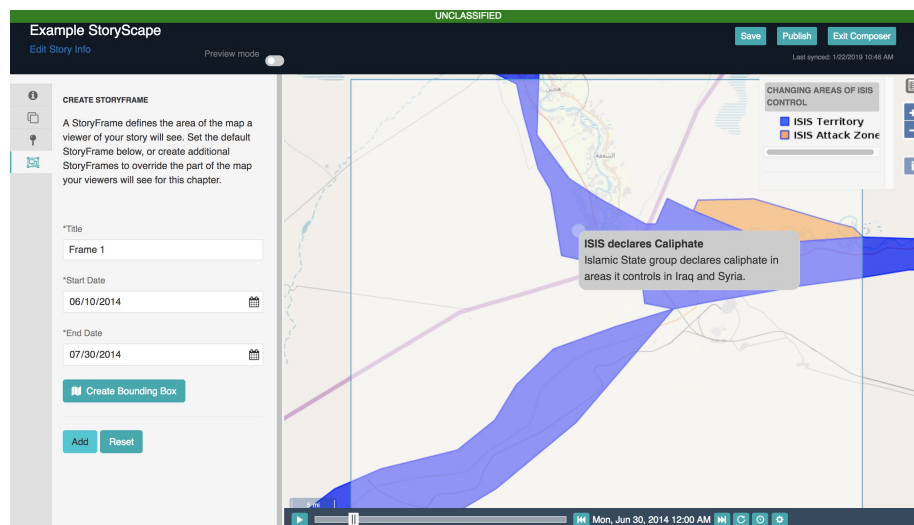 UNCLASSIFIED
Example StoryScape
Edit Story Info
Preview mode
Save
Publish
Exit Composer
Last synced: 1/22/2019 10:46 AM
CREATE STORYFRAME
A StoryFrame defines the area of the map a
viewer of your story will see. Set the default
StoryFrame below, or create additional
StoryFrames to override the part of the map
your viewers will see for this chapter.
*Title
Frame 1
*Start Date
06/10/2014
*End Date
07/30/2014
Create Bounding Box
Add
Reset
CHANGING AREAS OF ISIS
CONTROL
ISIS Territory
ISIS Attack Zone
ISIS declares Caliphate
Islamic State group declares caliphate in
areas it controls in Iraq and Syria.
5 mi
Mon, Jun 30, 2014 12:00 AM